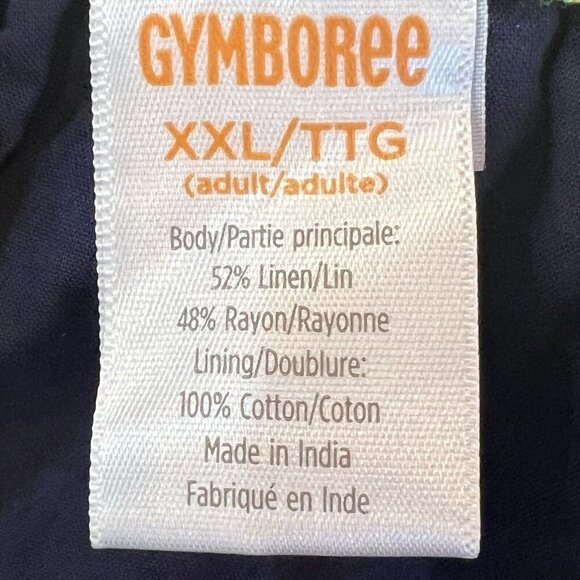 GYMBOREE
XXL/TTG
(adult/adulte)
Body/Partie principale:
52% Linen/Lin
48% Rayon/Rayonne
Lining/Doublure:
100% Cotton/Coton
Made in India
Fabriqué en Inde